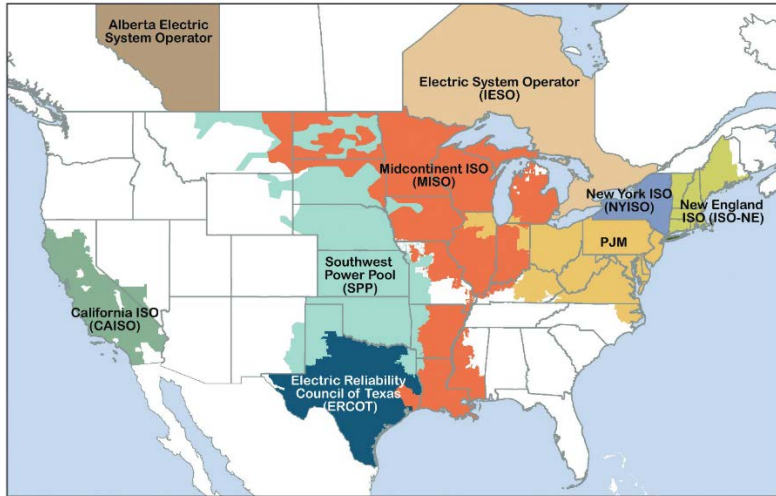 Alberta Electric
System Operator
Electric System Operator
(IESO)
Midcontinent ISO
(MISO)
New York ISO
(NYISO)
New England
ISO (ISO-NE)
PJM
Southwest
Power Pool
(SPP)
California ISO
(CAISO)
Electric Reliability
Council of Texas
(ERCOT)